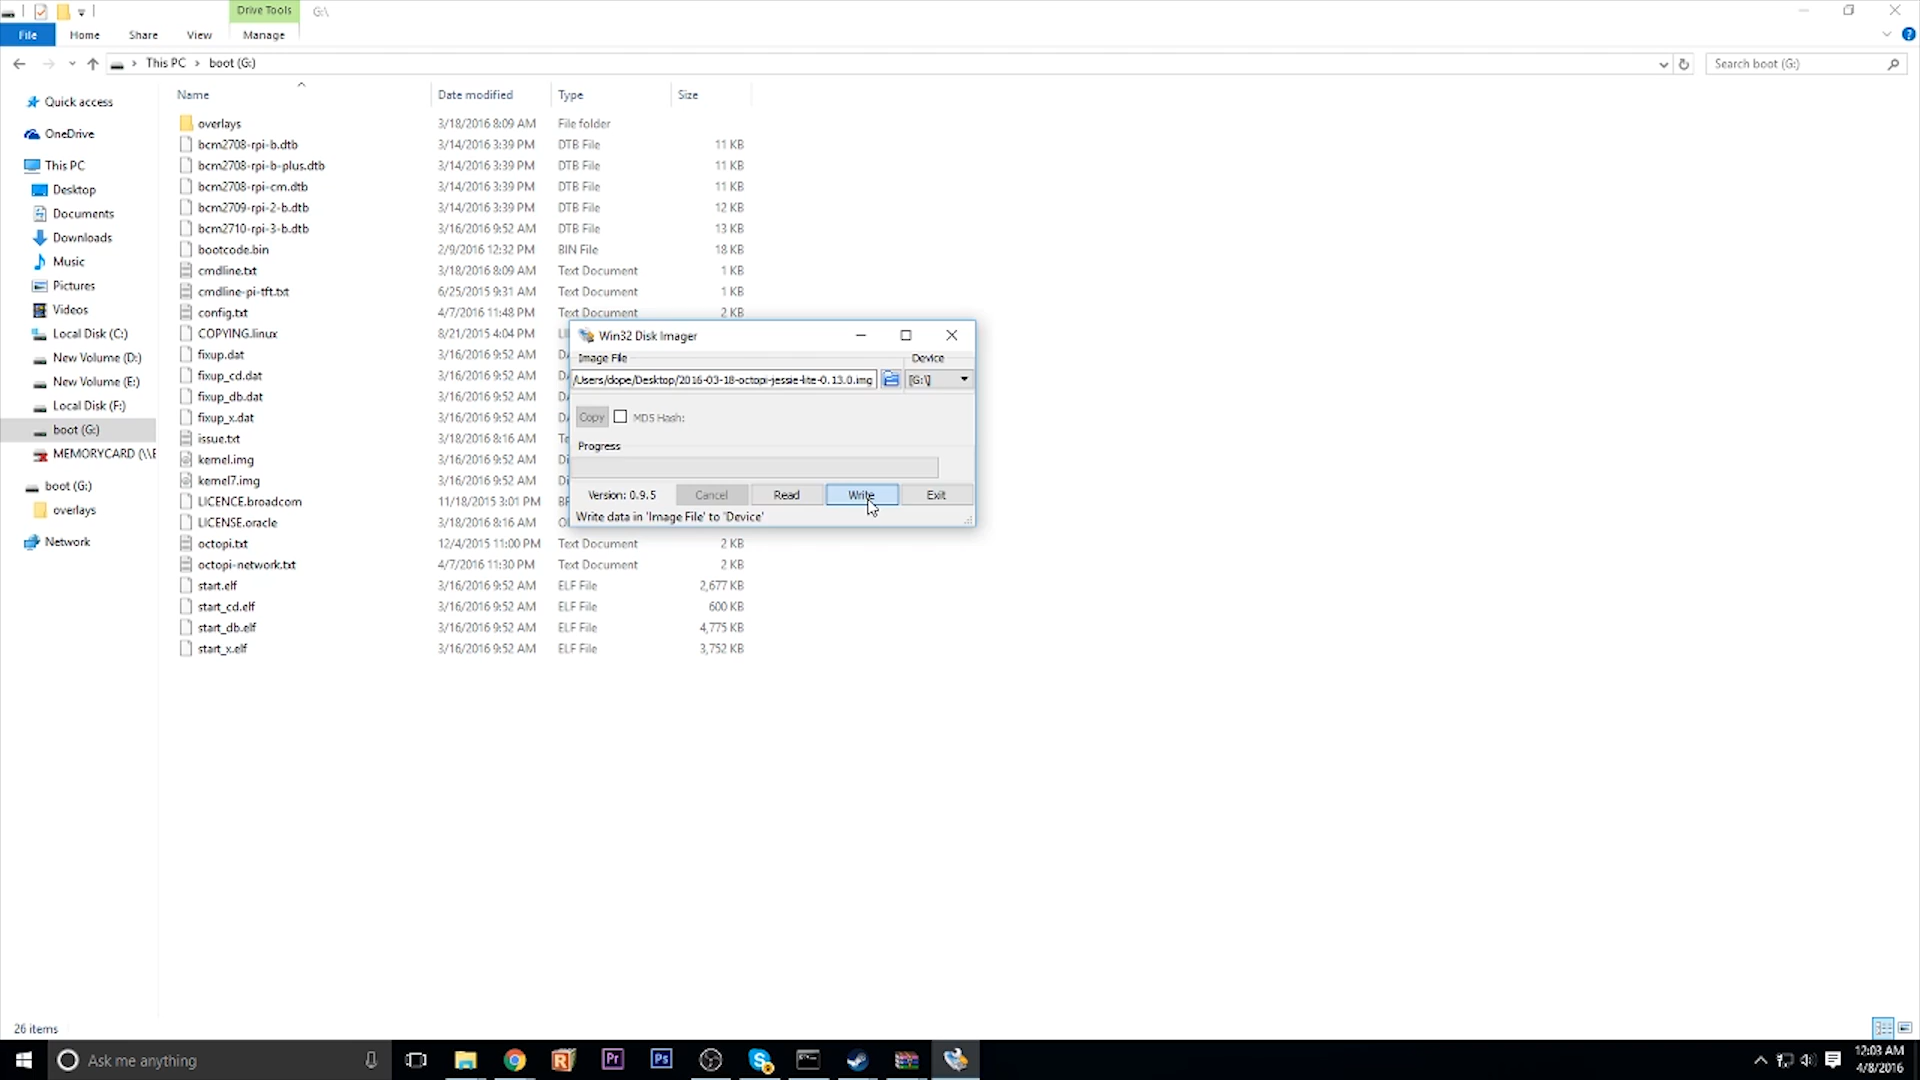 Drive Tools G:\
File Home Share View Manage
This PC boot (G:) Search boot (G:)
Name Date modified Type Size
Quick access
OneDrive
This PC
Desktop
Documents
Downloads
Music
Pictures
Videos
Local Disk (C:)
New Volume (D:)
New Volume (E:)
Local Disk (F:)
boot (G:)
MEMORYCARD (\\E
boot (G:)
overlays
Network
overlays 3/18/2016 8:09 AM File folder
bcm2708-rpi-b.dtb 3/14/2016 3:39 PM DTB File 11 KB
bcm2708-rpi-b-plus.dtb 3/14/2016 3:39 PM DTB File 11 KB
bcm2708-rpi-cm.dtb 3/14/2016 3:39 PM DTB File 11 KB
bcm2709-rpi-2-b.dtb 3/14/2016 3:39 PM DTB File 12 KB
bcm2710-rpi-3-b.dtb 3/16/2016 9:52 AM DTB File 13 KB
bootcode.bin 2/9/2016 12:32 PM BIN File 18 KB
cmdline.txt 3/18/2016 8:09 AM Text Document 1 KB
cmdline-pi-tft.txt 6/25/2015 9:31 AM Text Document 1 KB
config.txt 4/7/2016 11:48 PM Text Document 2 KB
COPYING.linux 8/21/2015 4:04 PM
fixup.dat 3/16/2016 9:52 AM
fixup_cd.dat 3/16/2016 9:52 AM
fixup_db.dat 3/16/2016 9:52 AM
fixup_x.dat 3/16/2016 9:52 AM
issue.txt 3/18/2016 8:16 AM
kernel.img 3/16/2016 9:52 AM
kernel7.img 3/16/2016 9:52 AM
LICENCE.broadcom 11/18/2015 3:01 PM
LICENSE.oracle 3/18/2016 8:16 AM
octopi.txt 12/4/2015 11:00 PM Text Document 2 KB
octopi-network.txt 4/7/2016 11:30 PM Text Document 2 KB
start.elf 3/16/2016 9:52 AM ELF File 2,677 KB
start_cd.elf 3/16/2016 9:52 AM ELF File 600 KB
start_db.elf 3/16/2016 9:52 AM ELF File 4,775 KB
start_x.elf 3/16/2016 9:52 AM ELF File 3,752 KB
Win32 Disk Imager
Image File Device
/Users/dope/Desktop/2016-03-18-octopi-jessie-lite-0.13.0.img [G:\]
Copy MD5 Hash:
Progress
Version: 0.9.5 Cancel Read Write Exit
Write data in 'Image File' to 'Device'
26 items
Ask me anything
Pr Ps
12:03 AM
4/8/2016